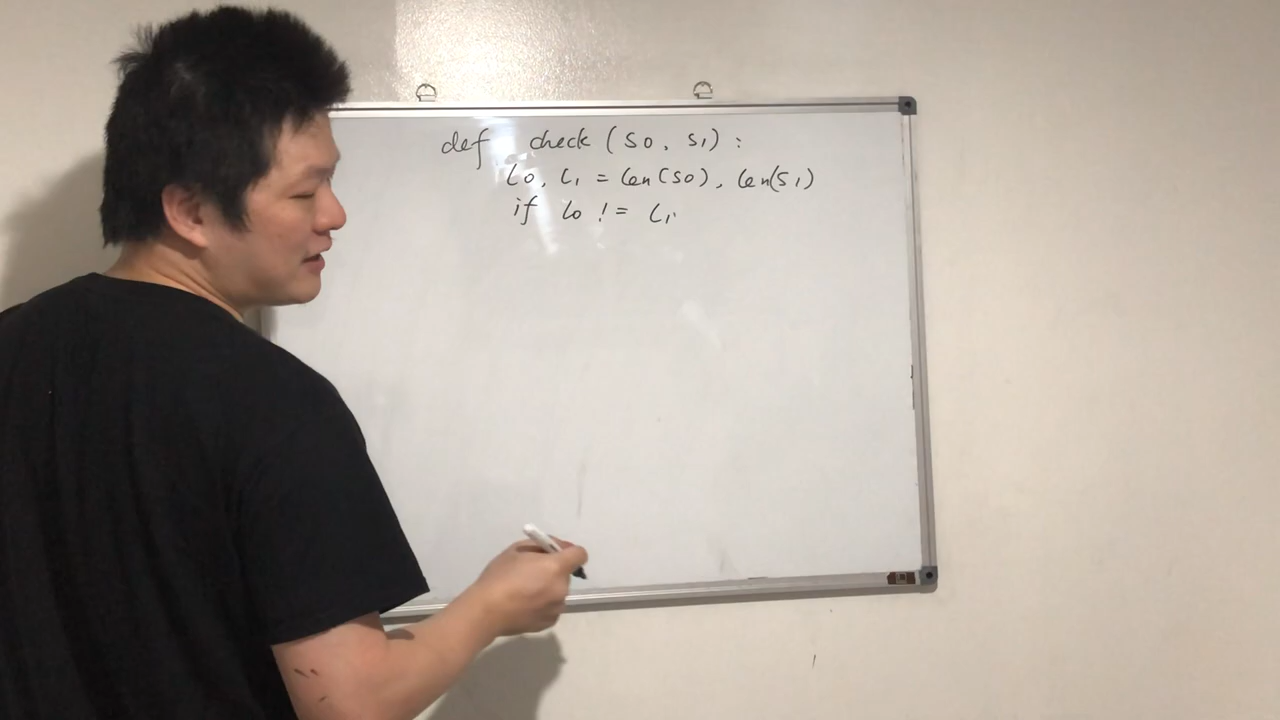 def check (s0, s1):
l0, l1 = len(s0), len(s1)
if l0 != l1